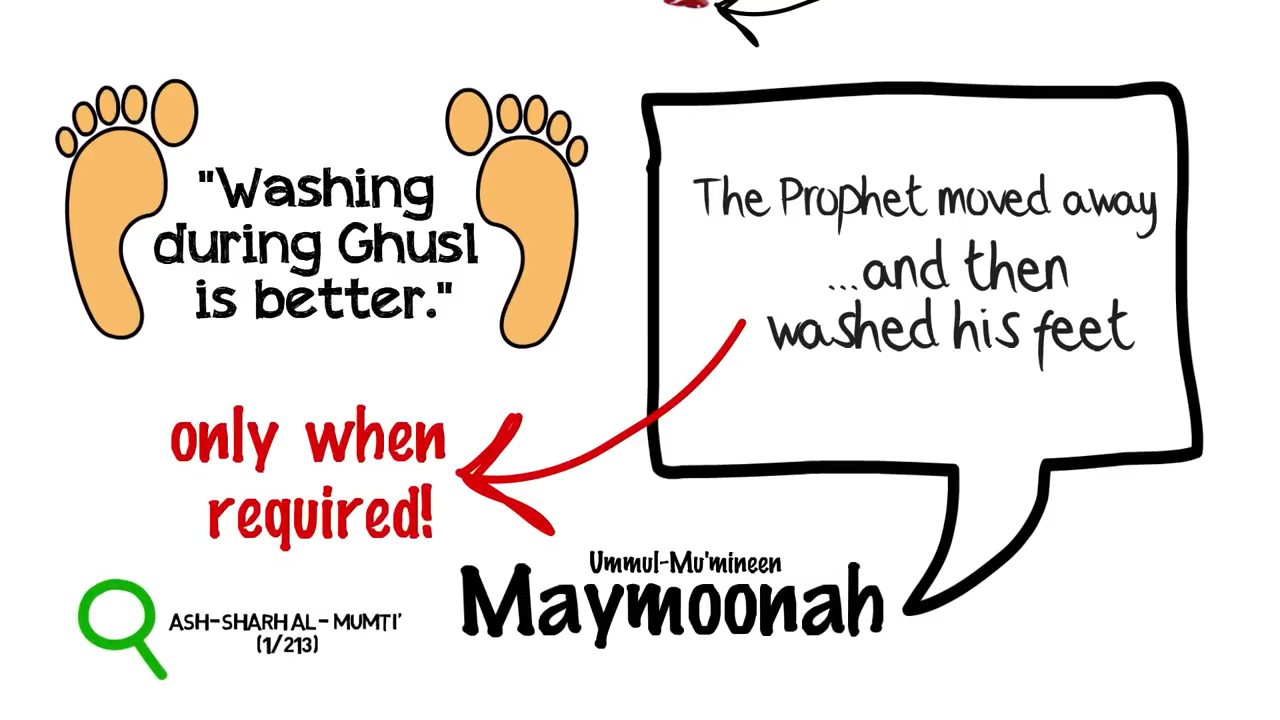 "Washing
during Ghusl
is better."
The Prophet moved away
...and then
washed his feet
only when
required!
Ummul-Mu'mineen
Maymoonah
ASH-SHARH AL-MUMTI'
(1/213)